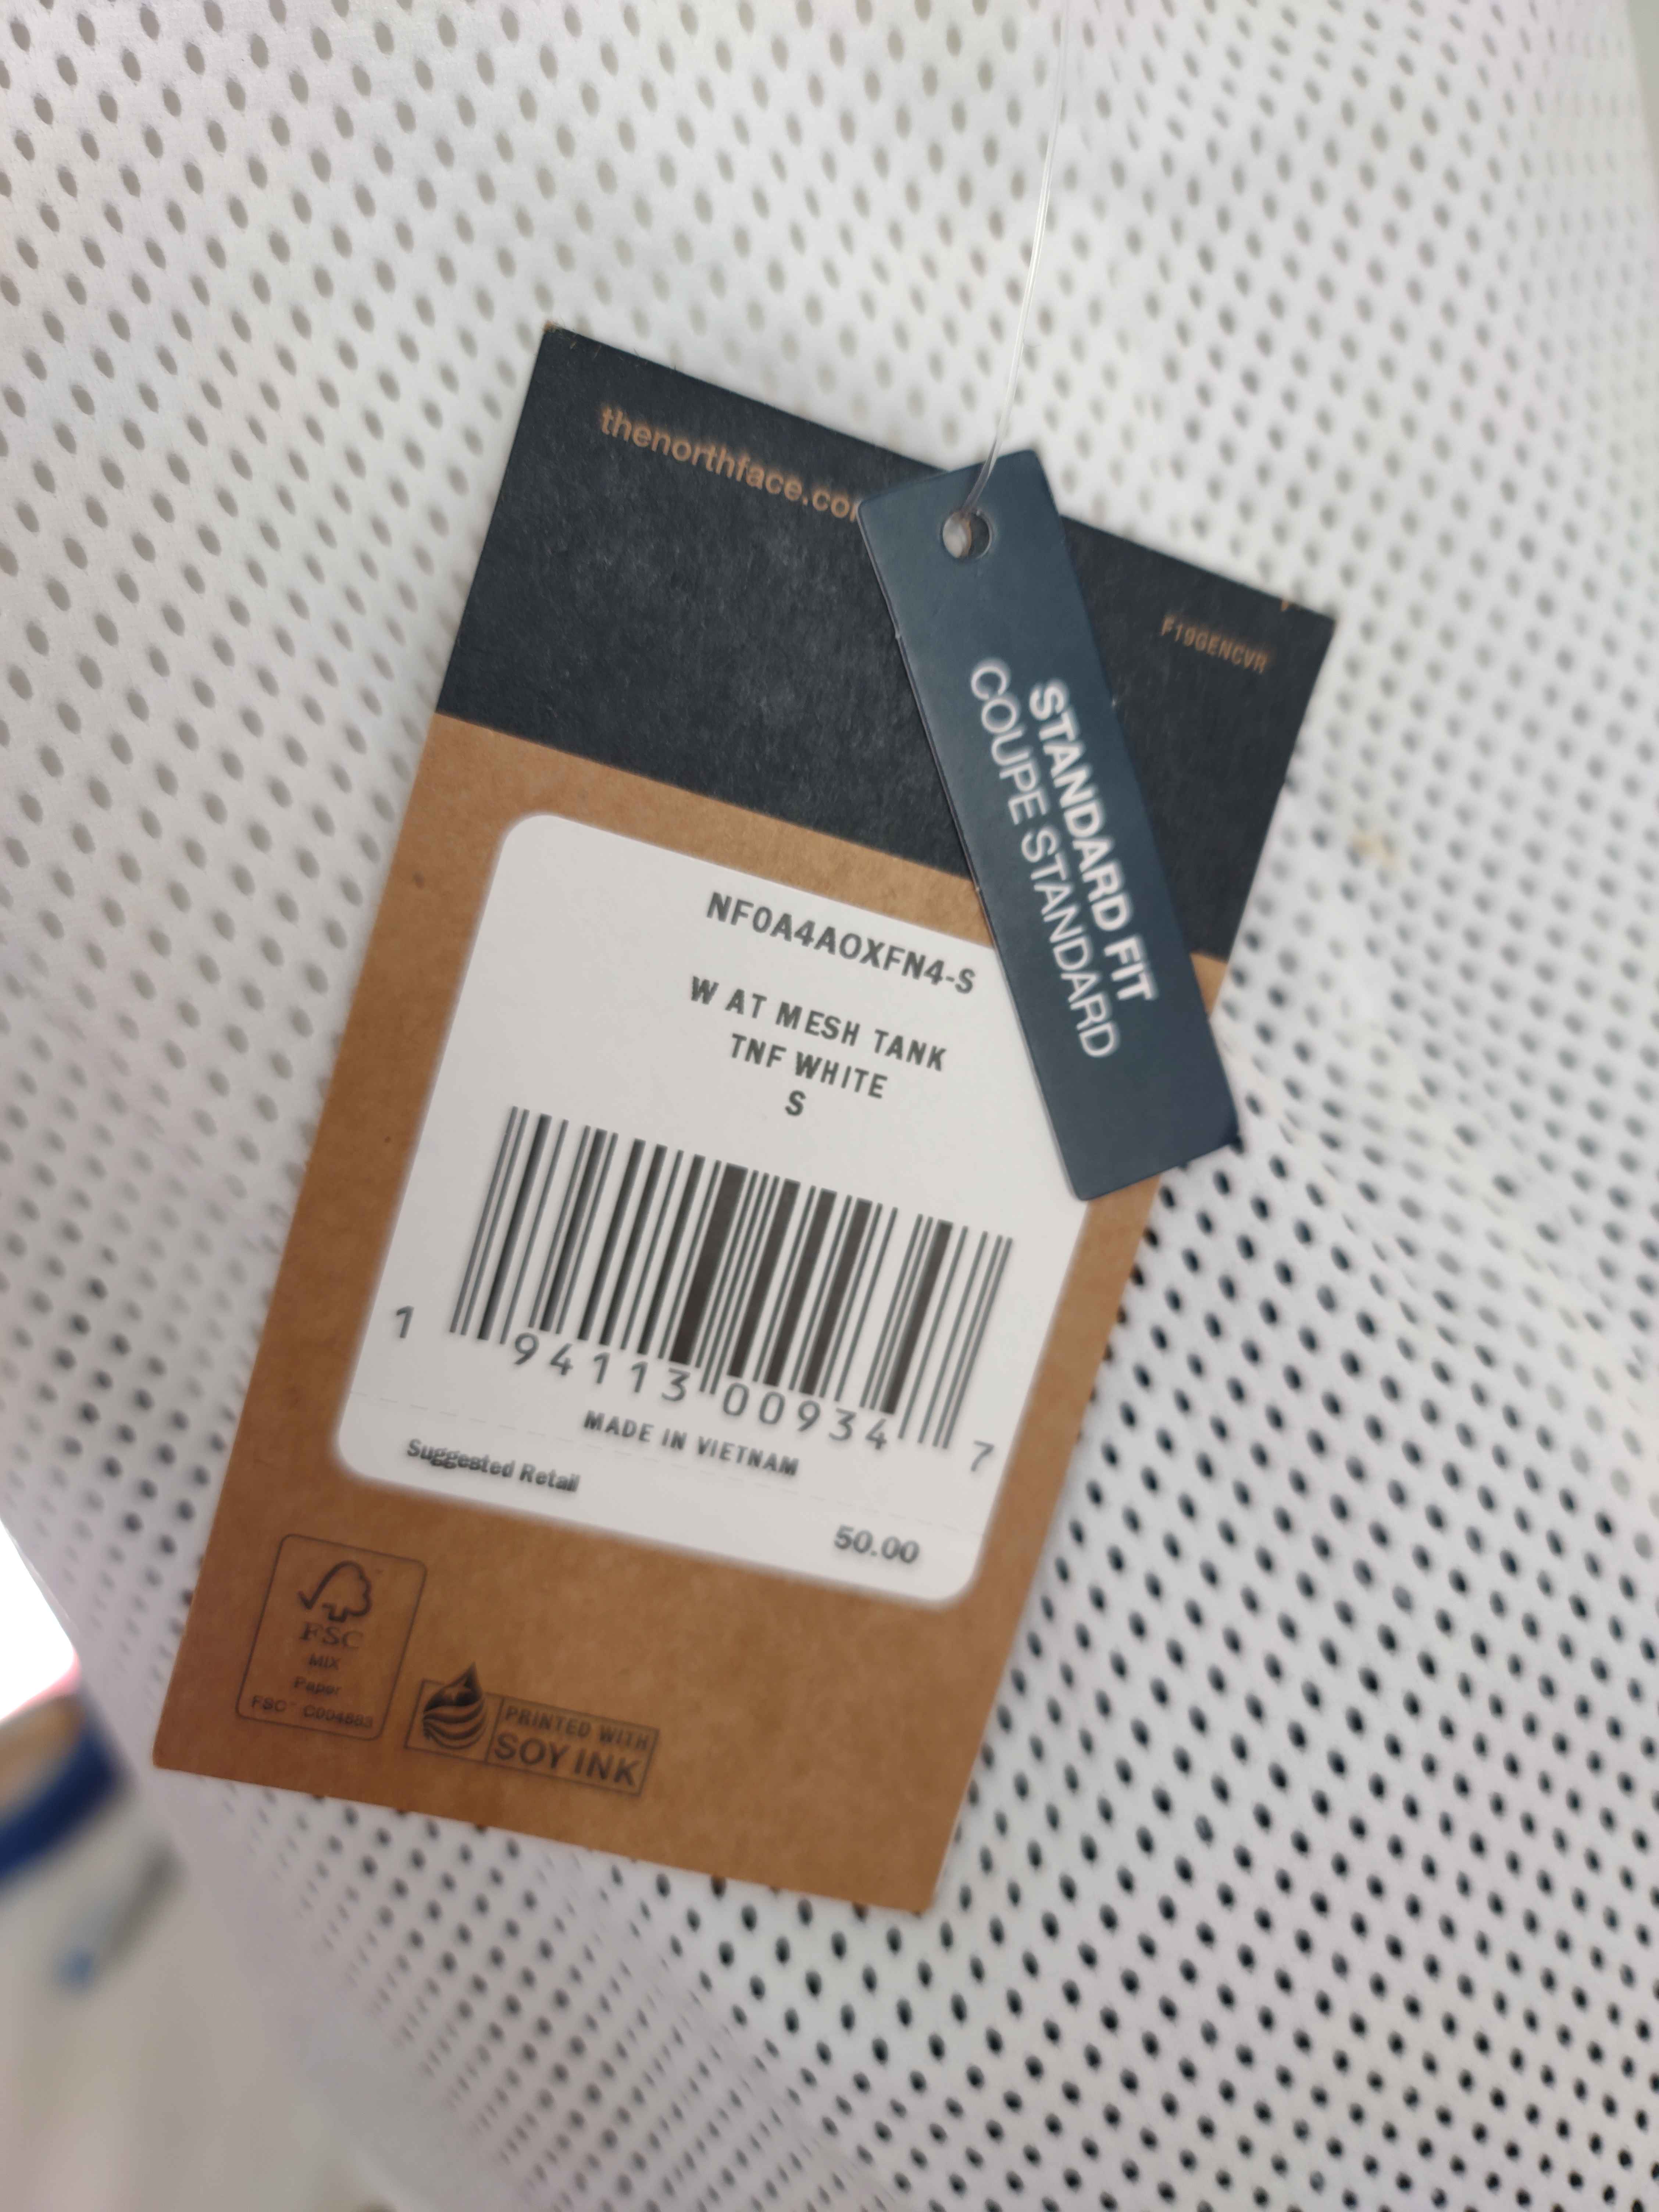 thenorthface.co
F19GENCVR
STANDARD FIT
COUPE STANDARD
NF0A4AOXFN4-S
W AT MESH TANK
TNF WHITE
S
1 94113 00934 7
MADE IN VIETNAM
Suggested Retail
50.00
FSC
MIX
Paper
FSC
PRINTED WITH
SOY INK